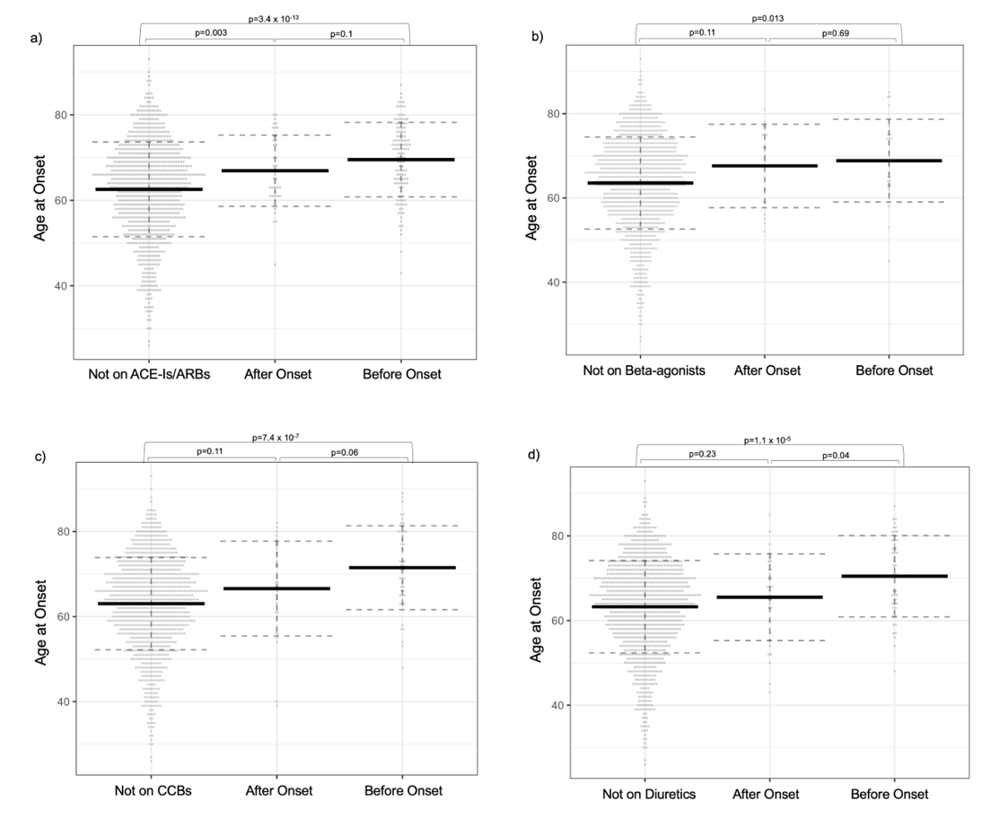 a)
p=3.4 x 10-13
p=0.003 p=0.1
Age at Onset
80
60
40
Not on ACE-Is/ARBs After Onset Before Onset
b)
p=0.013
p=0.11 p=0.69
Age at Onset
80
60
40
Not on Beta-agonists After Onset Before Onset
c)
p=7.4 x 10-7
p=0.11 p=0.06
Age at Onset
80
60
40
Not on CCBs After Onset Before Onset
d)
p=1.1 x 10-5
p=0.23 p=0.04
Age at Onset
80
60
40
Not on Diuretics After Onset Before Onset